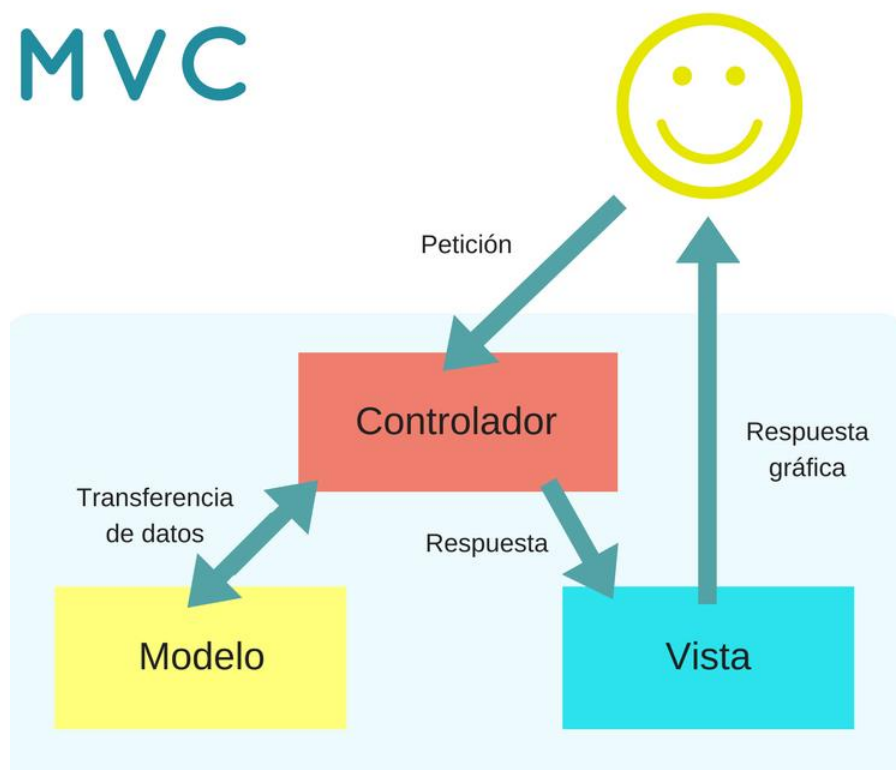 MVC
Petición
Controlador
Respuesta
gráfica
Transferencia
de datos
Respuesta
Modelo
Vista